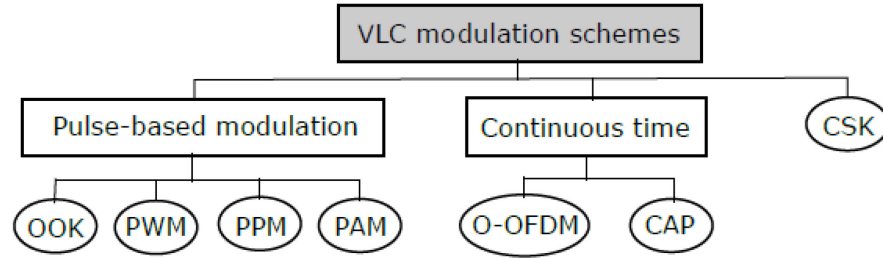 VLC modulation schemes
Pulse-based modulation
Continuous time
CSK
OOK
PWM
PPM
PAM
O-OFDM
CAP